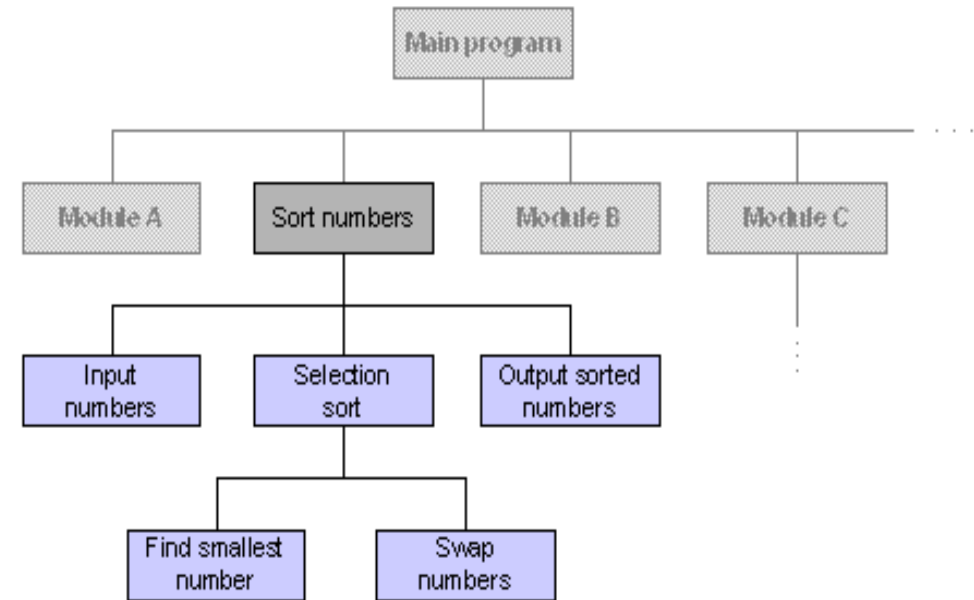 Main program
Module A
Sort numbers
Module B
Module C
Input
numbers
Selection
sort
Output sorted
numbers
Find smallest
number
Swap
numbers